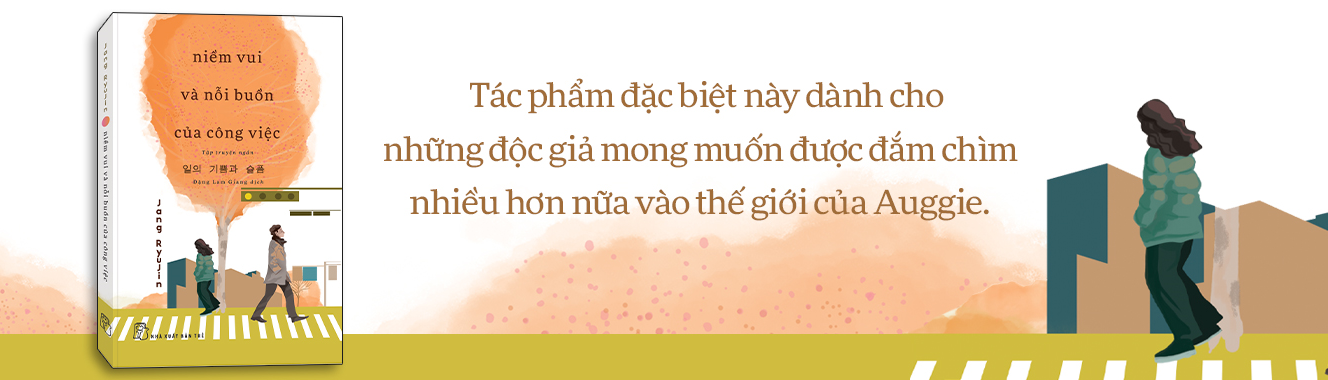 niềm vui
và nỗi buồn
của công việc
Tập truyện ngắn
일의 기쁨과 슬픔
Đặng Lam Giang dịch
Jang Ryujin
NHÀ XUẤT BẢN TRẺ
Jang Ryujin niềm vui và nỗi buồn của công việc
Tác phẩm đặc biệt này dành cho
những độc giả mong muốn được đắm chìm
nhiều hơn nữa vào thế giới của Auggie.